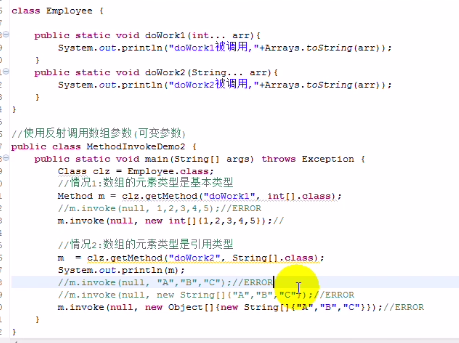 class Employee {
public static void doWork1(int... arr){
System.out.println("doWork1被调用,"+Arrays.toString(arr));
}
public static void doWork2(String... arr){
System.out.println("doWork2被调用,"+Arrays.toString(arr));
}
}
//使用反射调用数组参数(可变参数)
public class MethodInvokeDemo2 {
public static void main(String[] args) throws Exception {
Class clz = Employee.class;
//情况1:数组的元素类型是基本类型
Method m = clz.getMethod("doWork1", int[].class);
//m.invoke(null, 1,2,3,4,5);//ERROR
m.invoke(null, new int[]{1,2,3,4,5});//
//情况2:数组的元素类型是引用类型
m = clz.getMethod("doWork2", String[].class);
System.out.println(m);
//m.invoke(null, "A","B","C");//ERROR
//m.invoke(null, new String[]{"A","B","C"});//ERROR
m.invoke(null, new Object[]{new String[]{"A","B","C"}});//ERROR
}
}